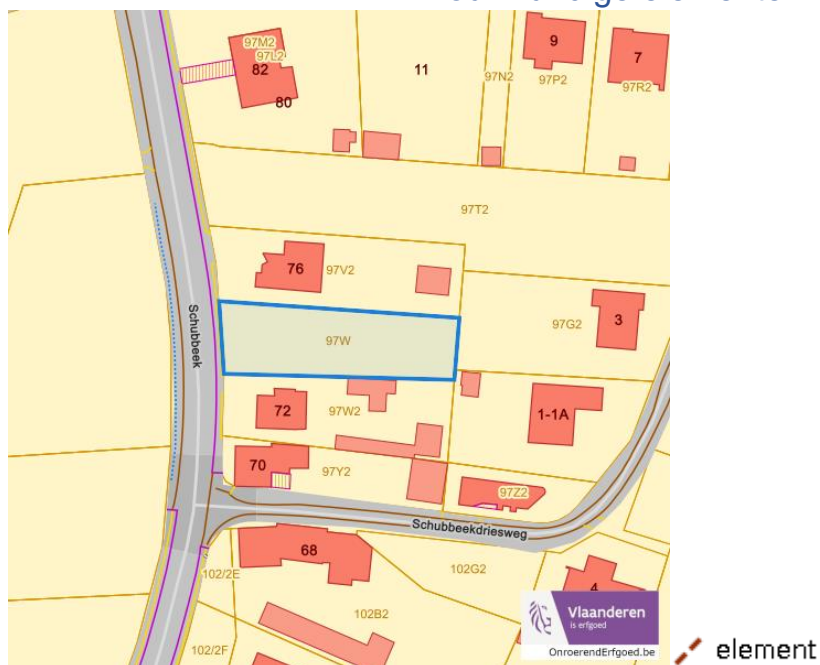 97M2
97L2
82
80
11
97N2
9
97P2
7
97R2
97T2
76
97V2
Schubbeek
97W
97G2
3
72
97W2
1-1A
70
97Y2
97Z2
Schubbeekdriesweg
68
102/2E
102G2
4
102B2
102/2F
Vlaanderen
is erfgoed
OnroerendErfgoed.be
element